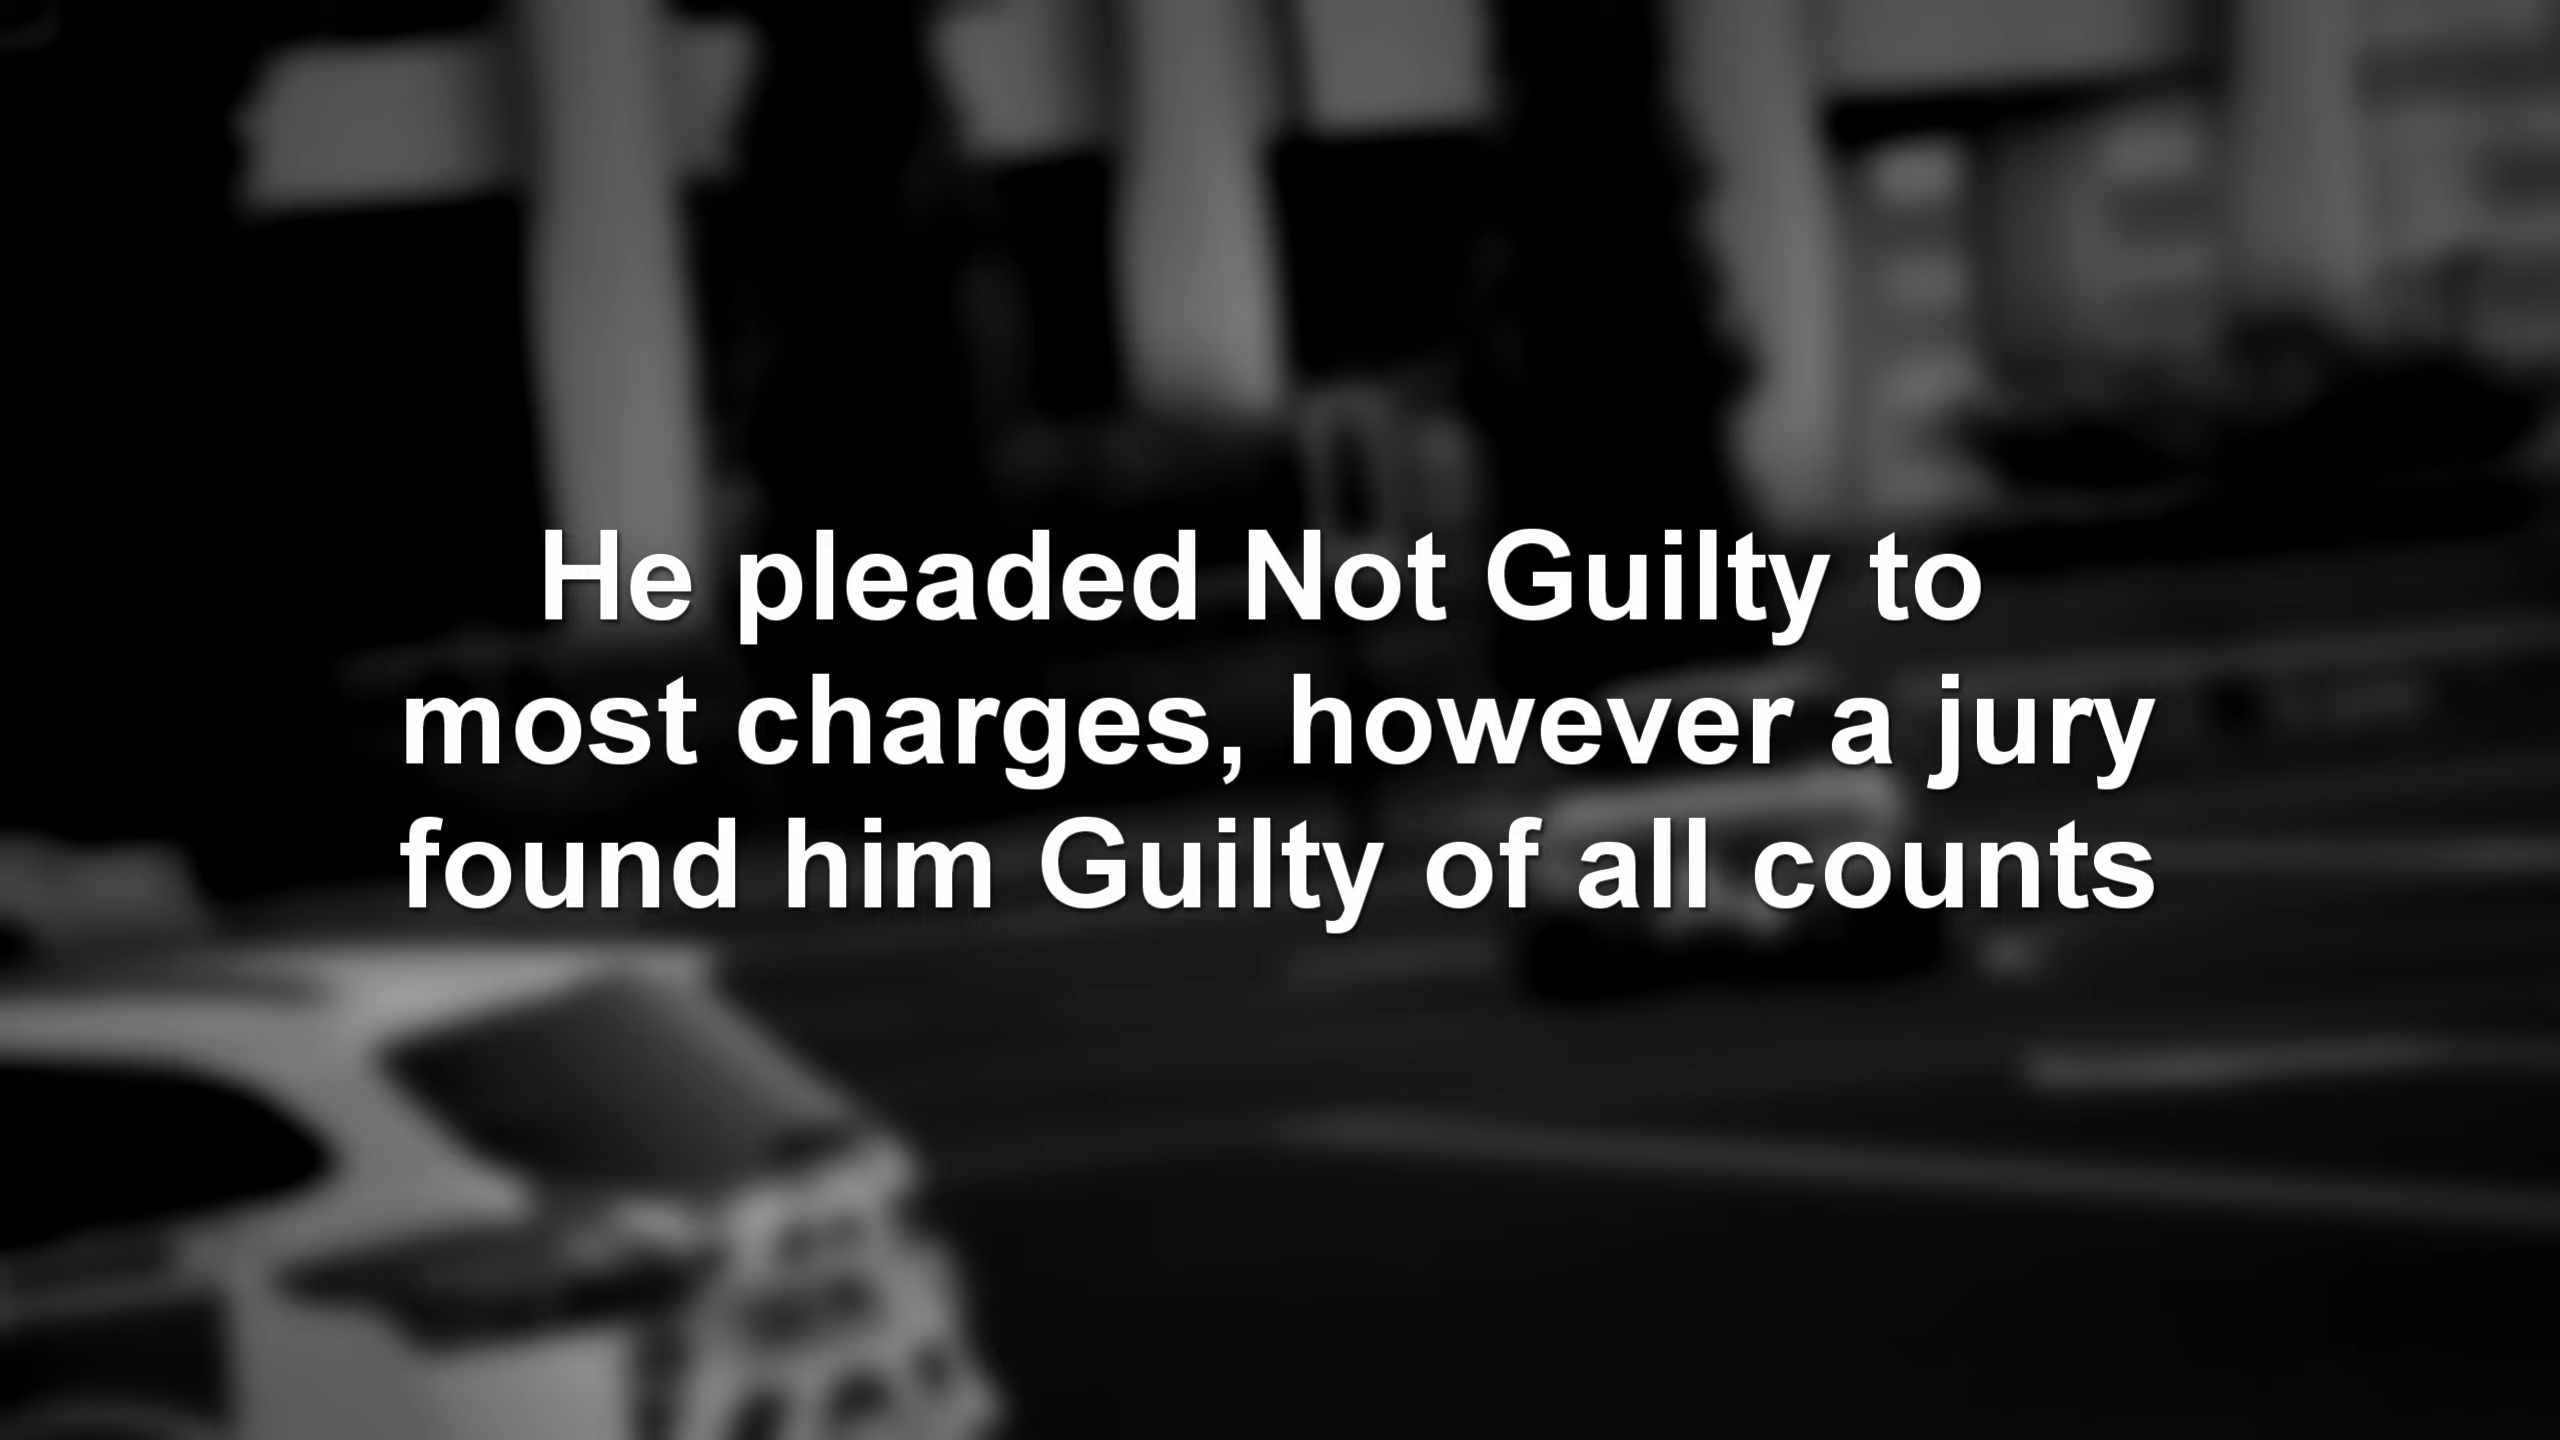 He pleaded Not Guilty to
most charges, however a jury
found him Guilty of all counts